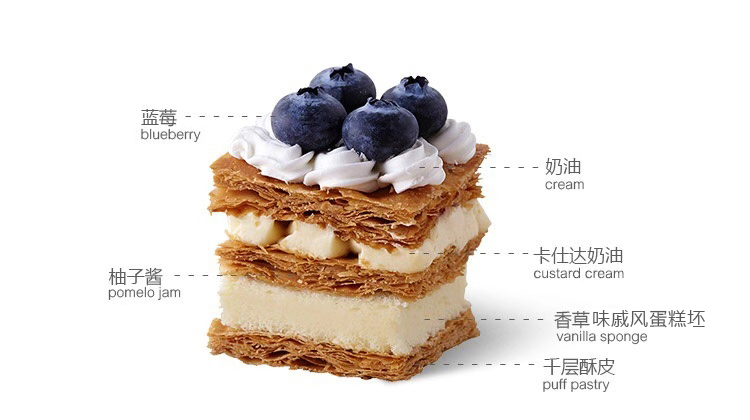 蓝莓
blueberry
奶油
cream
卡仕达奶油
custard cream
柚子酱
pomelo jam
香草味戚风蛋糕坯
vanilla sponge
千层酥皮
puff pastry